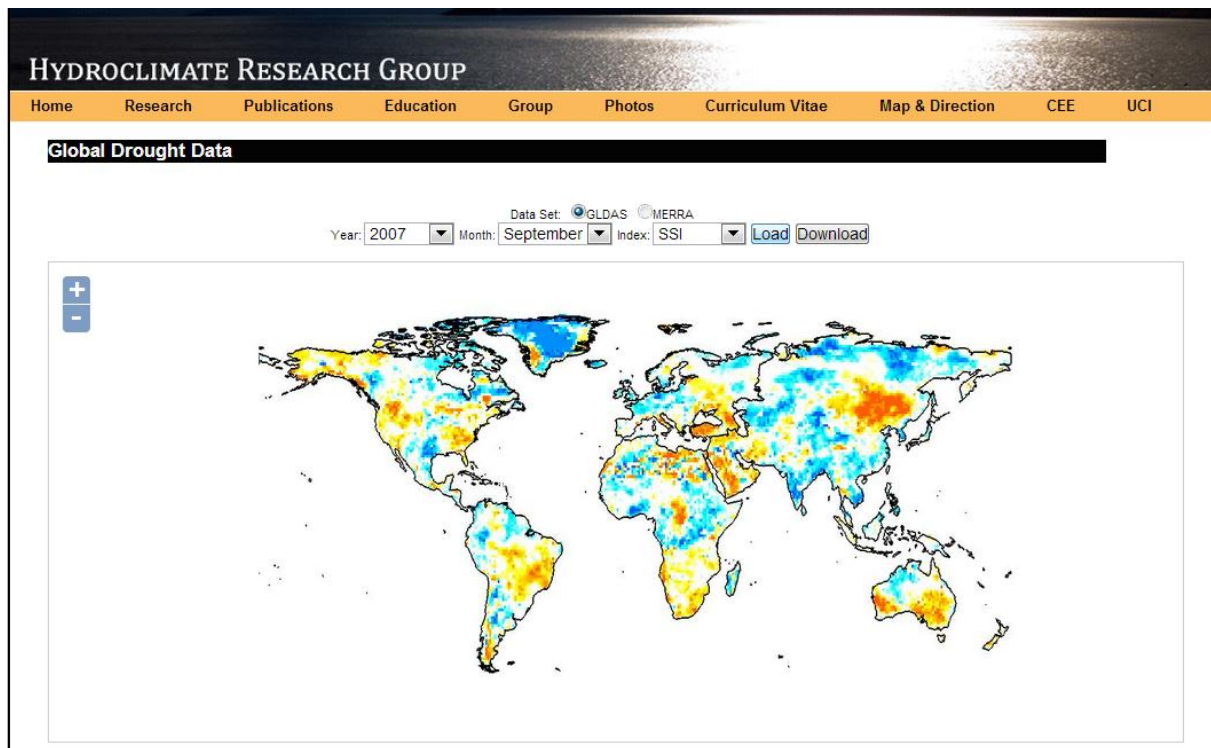 HYDROCLIMATE RESEARCH GROUP
Home Research Publications Education Group Photos Curriculum Vitae Map & Direction CEE UCI
Global Drought Data
Data Set: GLDAS MERRA
Year: 2007 Month: September Index: SSI Load Download
+
-